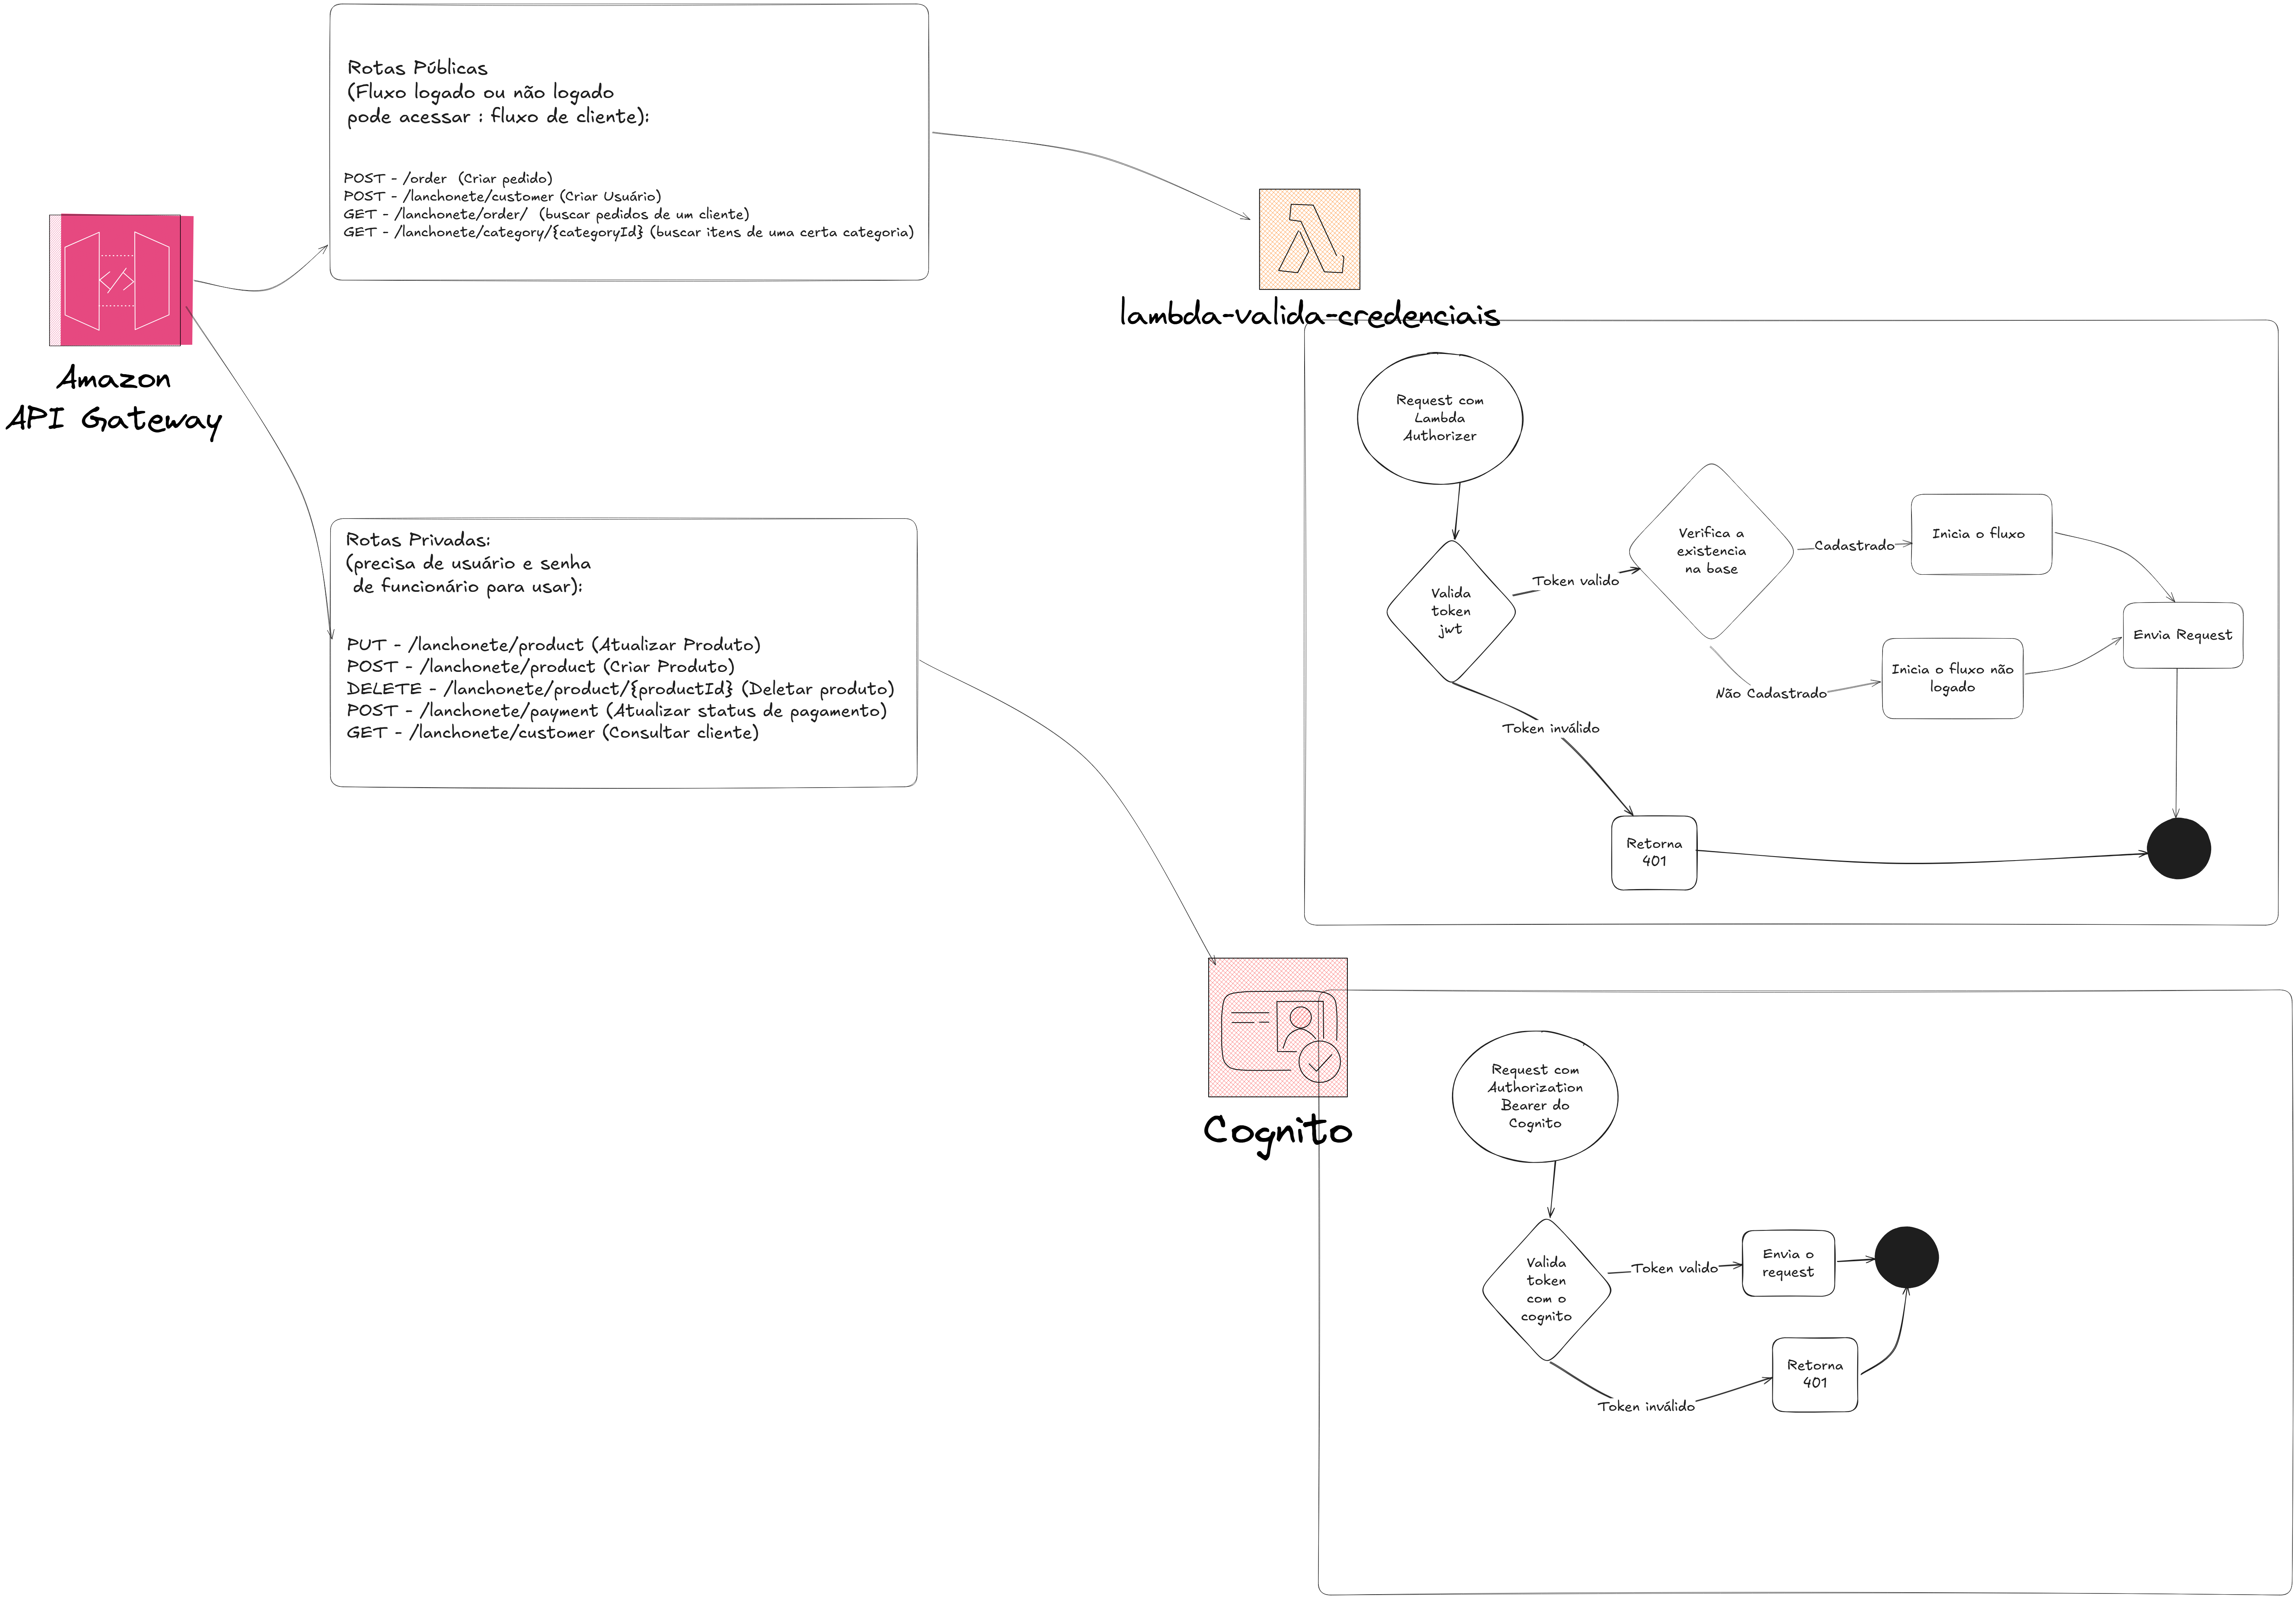 Amazon
API Gateway
Rotas Públicas
(Fluxo logado ou não logado
pode acessar : fluxo de cliente):
POST - /order (Criar pedido)
POST - /lanchonete/customer (Criar Usuário)
GET - /lanchonete/order/ (buscar pedidos de um cliente)
GET - /lanchonete/category/{categoryId} (buscar itens de uma certa categoria)
Rotas Privadas:
(precisa de usuário e senha
de funcionário para usar):
PUT - /lanchonete/product (Atualizar Produto)
POST - /lanchonete/product (Criar Produto)
DELETE - /lanchonete/product/{productId} (Deletar produto)
POST - /lanchonete/payment (Atualizar status de pagamento)
GET - /lanchonete/customer (Consultar cliente)
lambda-valida-credenciais
Request com
Lambda
Authorizer
Valida
token
jwt
Token valido
Verifica a
existencia
na base
Cadastrado
Inicia o fluxo
Não Cadastrado
Inicia o fluxo não
logado
Envia Request
Token inválido
Retorna
401
Cognito
Request com
Authorization
Bearer do
Cognito
Valida
token
com o
cognito
Token valido
Envia o
request
Token inválido
Retorna
401